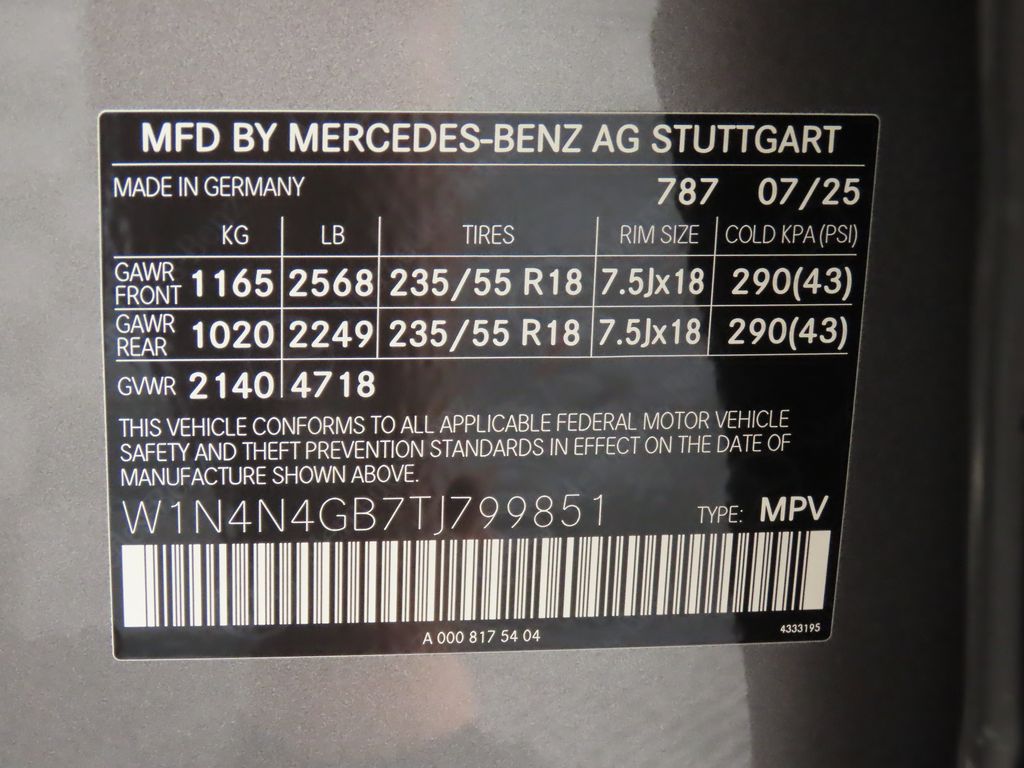 MFD BY MERCEDES-BENZ AG STUTTGART
MADE IN GERMANY 787 07/25
KG LB TIRES RIM SIZE COLD KPA (PSI)
GAWR FRONT 1165 2568 235/55 R18 7.5Jx18 290(43)
GAWR REAR 1020 2249 235/55 R18 7.5Jx18 290(43)
GVWR 2140 4718
THIS VEHICLE CONFORMS TO ALL APPLICABLE FEDERAL MOTOR VEHICLE
SAFETY AND THEFT PREVENTION STANDARDS IN EFFECT ON THE DATE OF
MANUFACTURE SHOWN ABOVE.
W1N4N4GB7TJ799851 TYPE: MPV
A 000 817 54 04 4333195